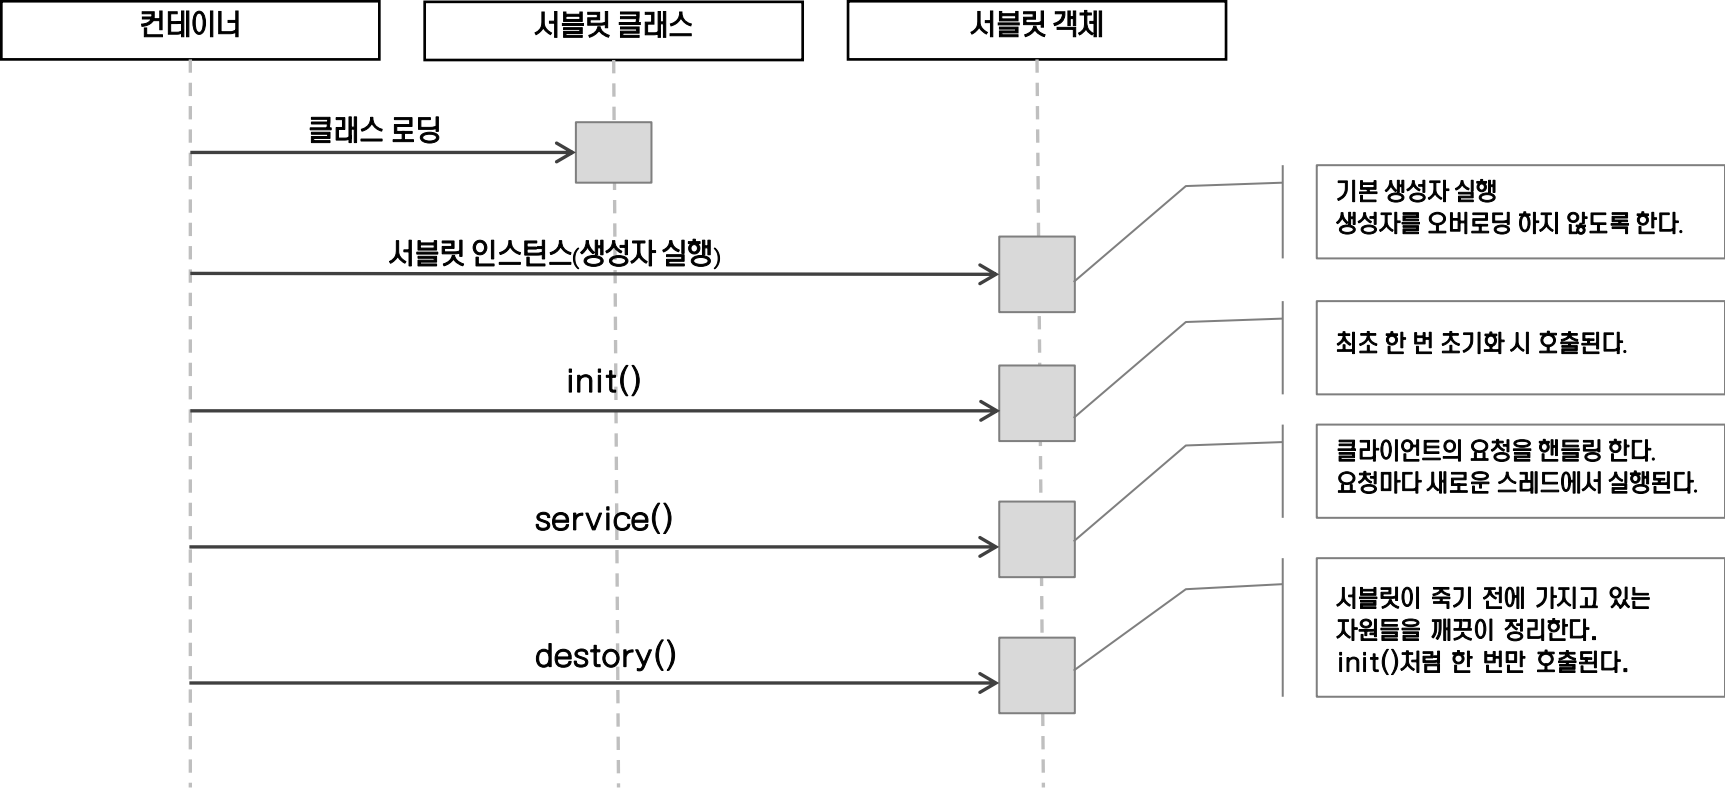 컨테이너
서블릿 클래스
서블릿 객체
클래스 로딩
기본 생성자 실행
생성자를 오버로딩 하지 않도록 한다.
서블릿 인스턴스(생성자 실행)
최초 한 번 초기화 시 호출된다.
init()
클라이언트의 요청을 핸들링 한다.
요청마다 새로운 스레드에서 실행된다.
service()
서블릿이 죽기 전에 가지고 있는
자원들을 깨끗이 정리한다.
init()처럼 한 번만 호출된다.
destory()